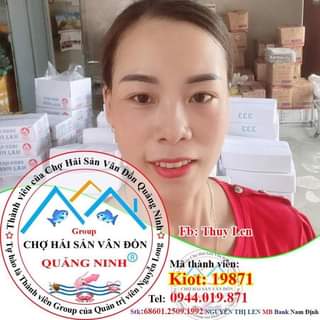 333
Thành viên của Chợ Hải Sản Vân Đồn Quảng Ninh
Group
CHỢ HẢI SẢN VÂN ĐỒN
QUẢNG NINH®
Tự hào là Thành viên Group của Quản trị viên Nguyễn Long
Fb: Thuy Len
Mã thành viên:
Kiot: 19871
Tel: 0944.019.871
Stk:68601.2509.1992 NGUYỄN THỊ LEN MB Bank Nam Định